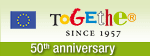 ToGETHE®
SINCE 1957
50th anniversary